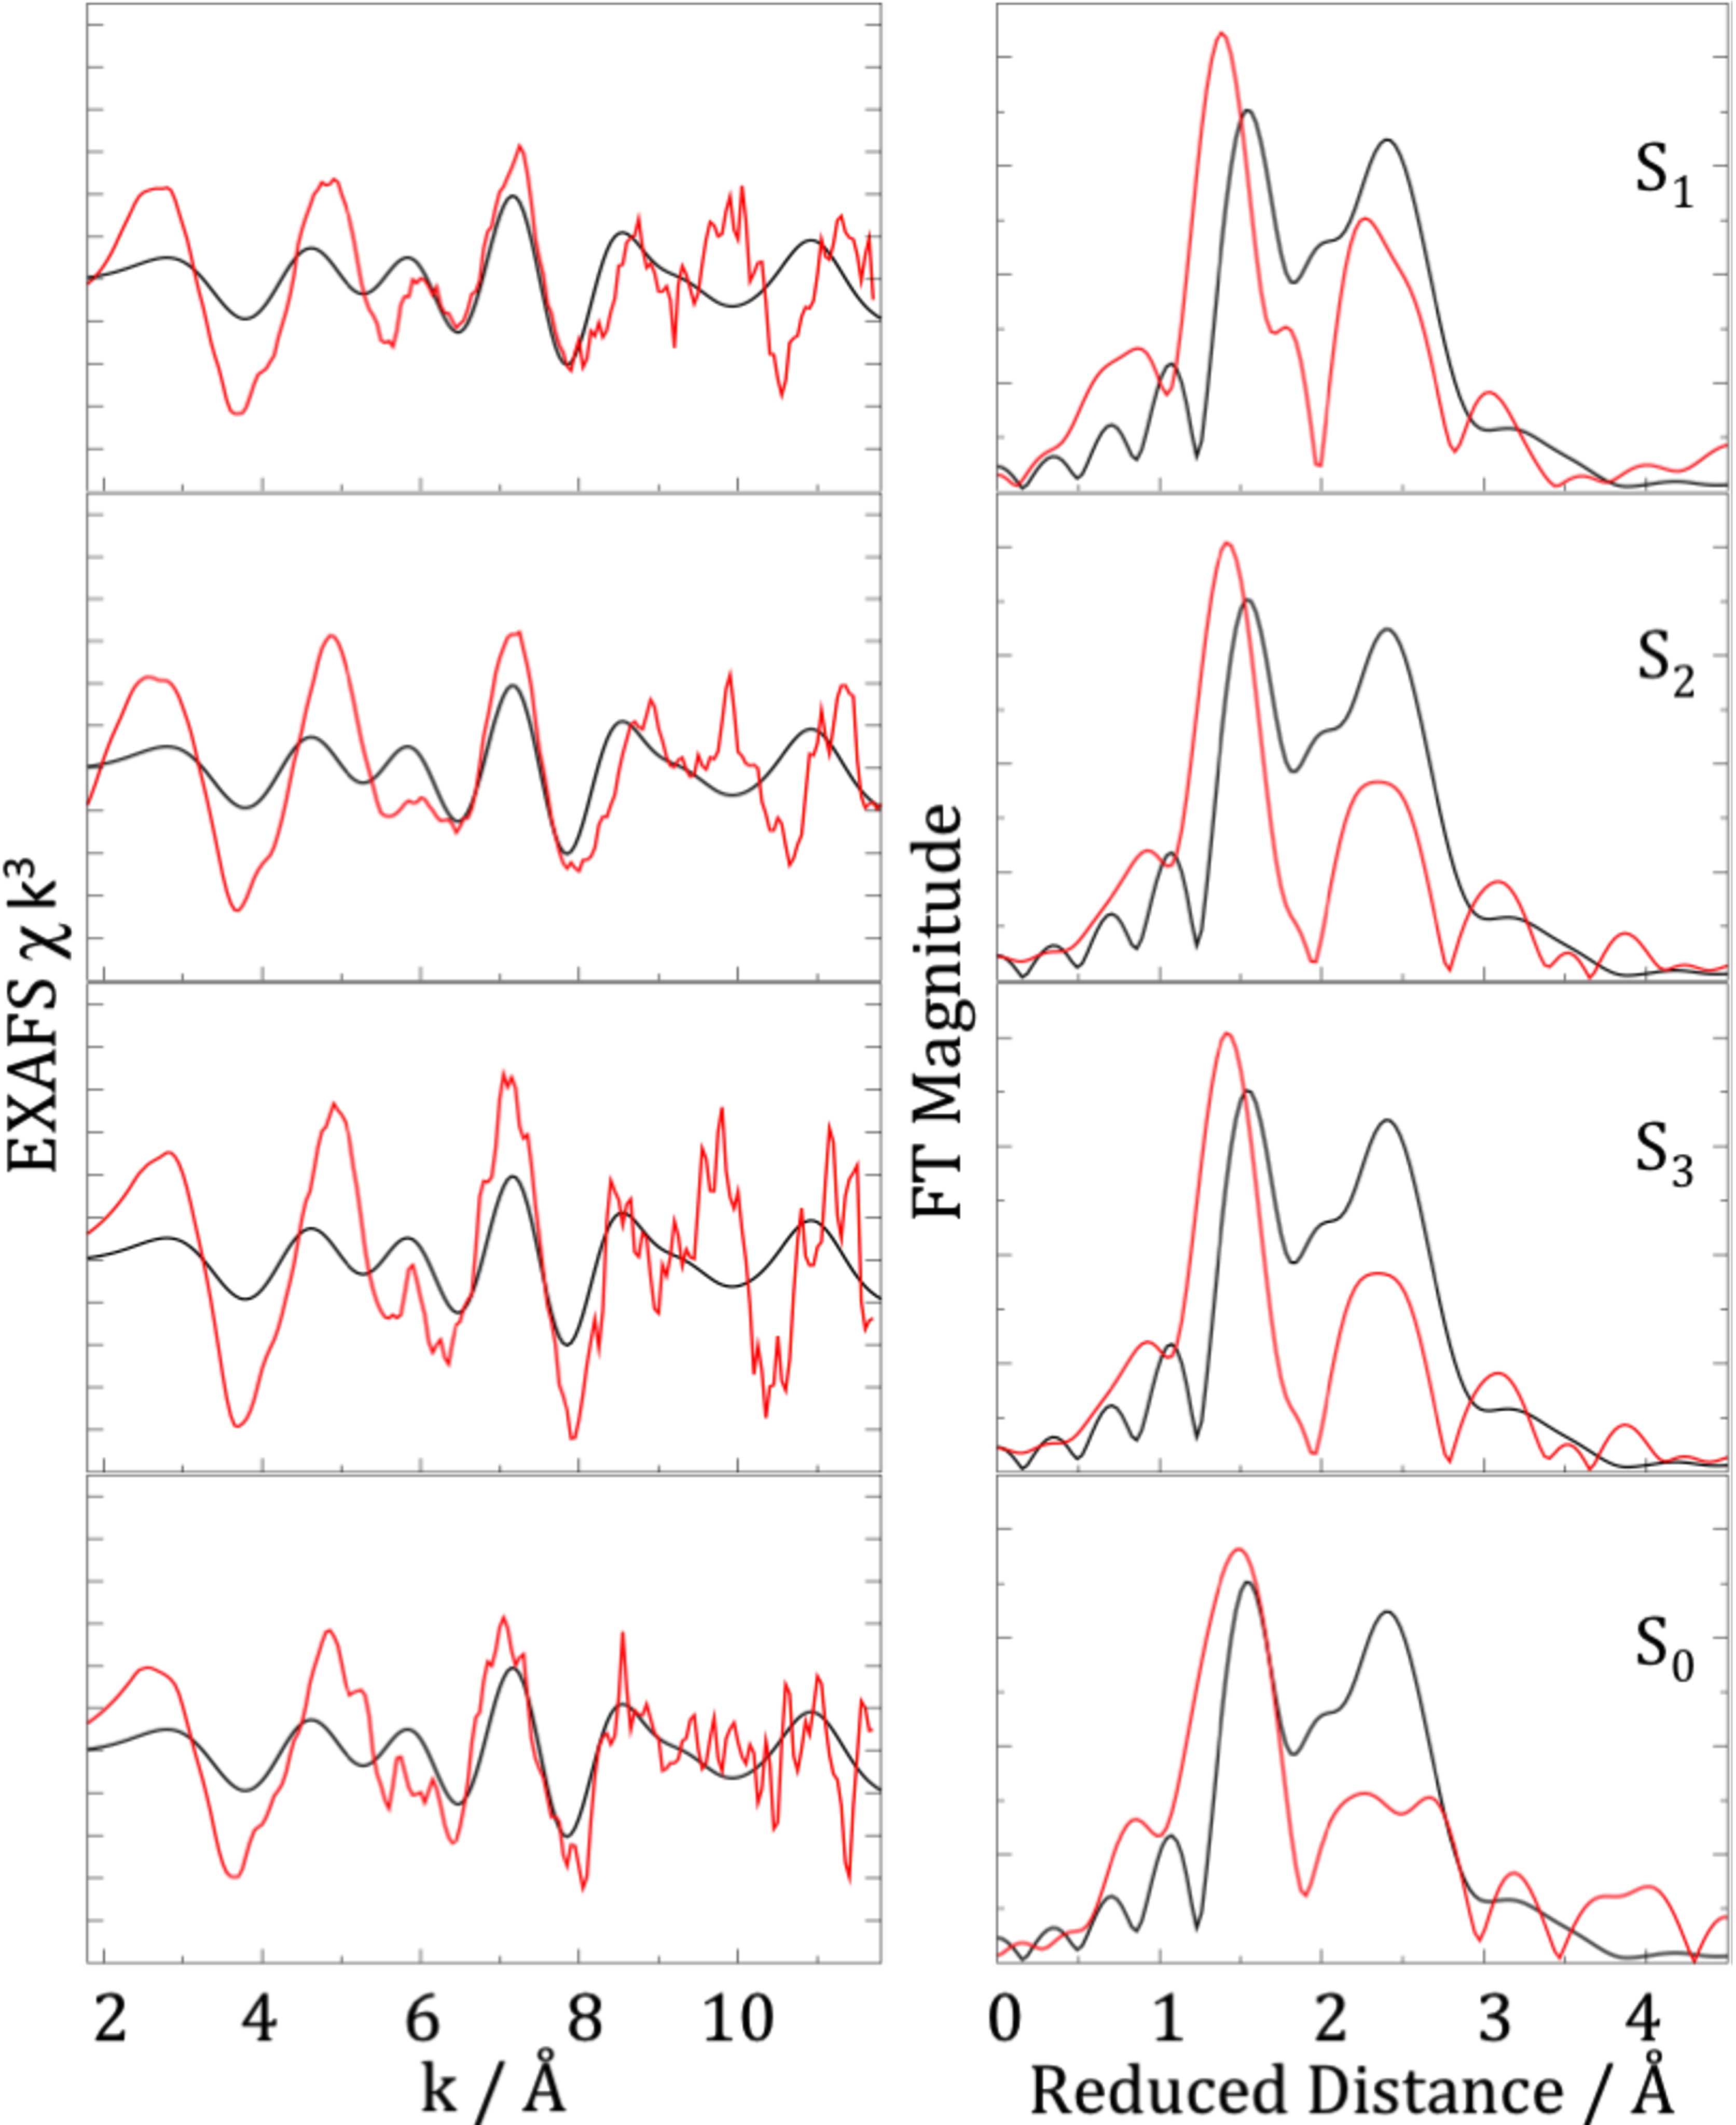 EXAFS χ k³
FT Magnitude
S₁
S₂
S₃
S₀
2 4 6 8 10
0 1 2 3 4
k / Å
Reduced Distance / Å